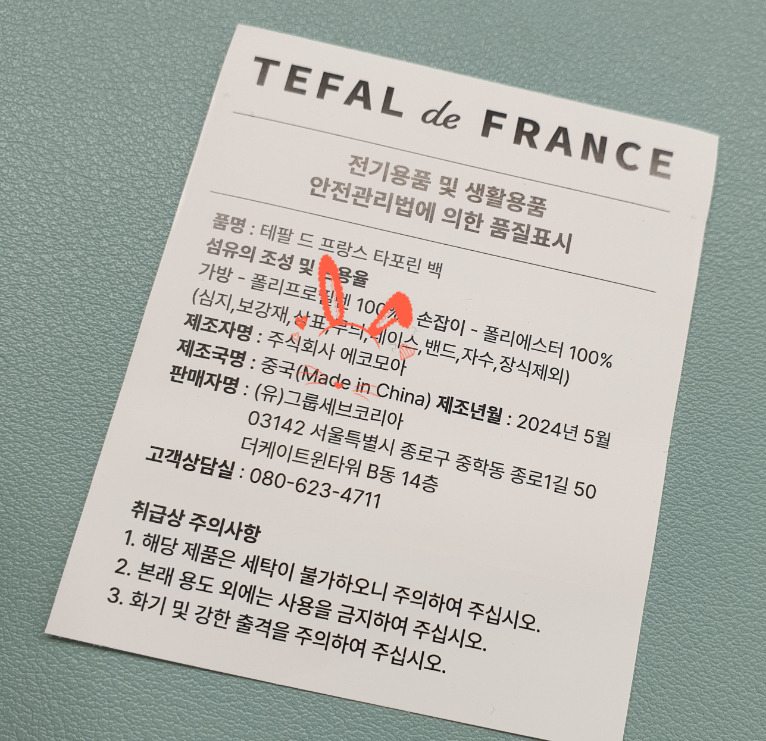 TEFAL de FRANCE
전기용품 및 생활용품
안전관리법에 의한 품질표시
품명 : 테팔 드 프랑스 타포린 백
섬유의 조성 및
가방 - 폴리프로필렌 100% 손잡이 - 폴리에스터 100%
(심지,보강재,상표,무늬,레이스,밴드,자수,장식제외)
제조자명 : 주식회사 에코모아
제조국명 : 중국(Made in China) 제조년월 : 2024년 5월
판매자명 : (유)그룹세브코리아
03142 서울특별시 종로구 중학동 종로1길 50
더케이트윈타워 B동 14층
고객상담실 : 080-623-4711
취급상 주의사항
1. 해당 제품은 세탁이 불가하오니 주의하여 주십시오.
2. 본래 용도 외에는 사용을 금지하여 주십시오.
3. 화기 및 강한 출격을 주의하여 주십시오.